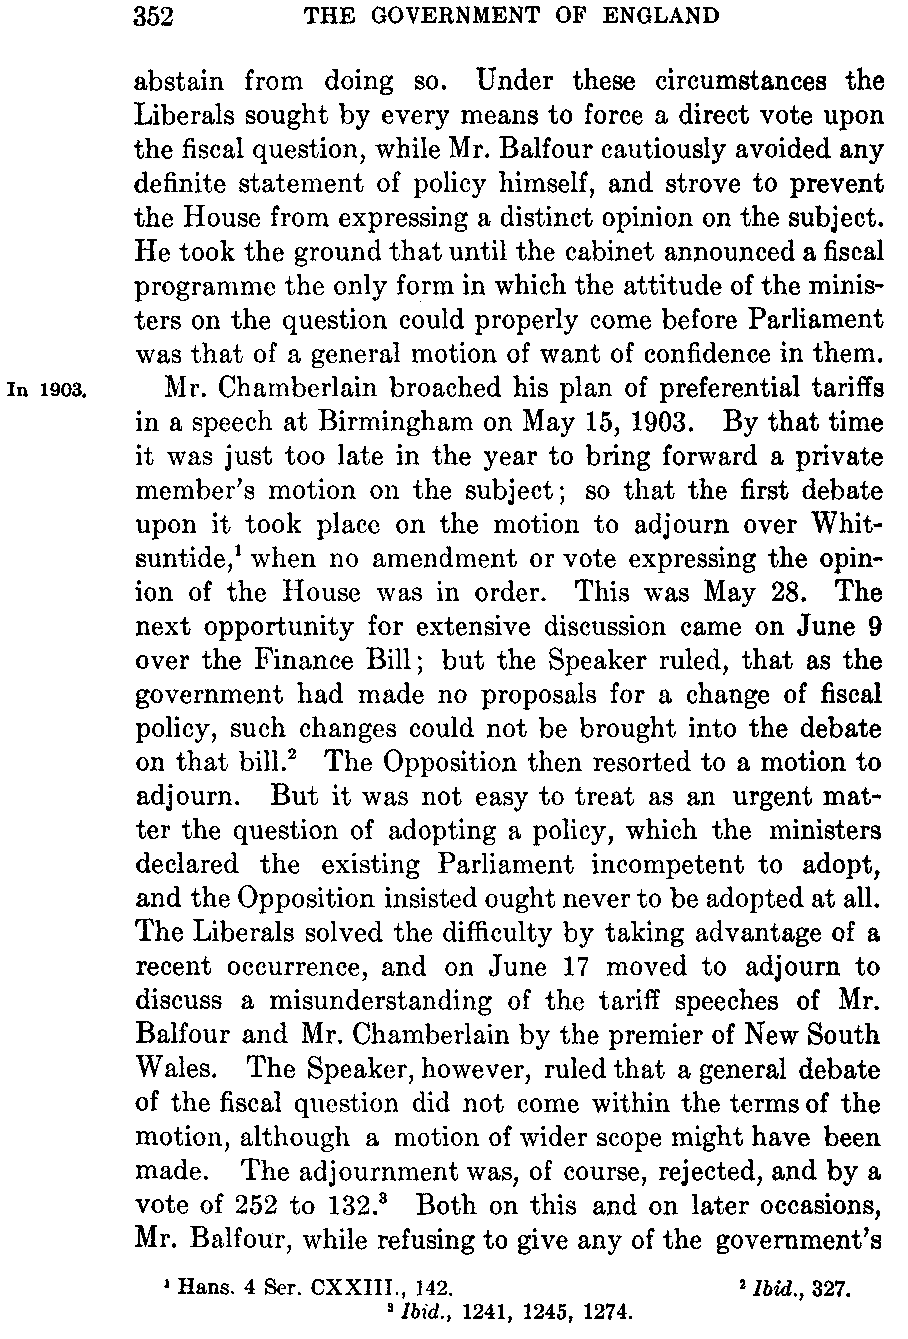 352 THE GOVERNMENT OF ENGLAND
abstain from doing so. Under these circumstances the
Liberals sought by every means to force a direct vote upon
the fiscal question, while Mr. Balfour cautiously avoided any
definite statement of policy himself, and strove to prevent
the House from expressing a distinct opinion on the subject.
He took the ground that until the cabinet announced a fiscal
programme the only form in which the attitude of the minis-
ters on the question could properly come before Parliament
was that of a general motion of want of confidence in them.
In 1903. Mr. Chamberlain broached his plan of preferential tariffs
in a speech at Birmingham on May 15, 1903. By that time
it was just too late in the year to bring forward a private
member's motion on the subject; so that the first debate
upon it took place on the motion to adjourn over Whit-
suntide,¹ when no amendment or vote expressing the opin-
ion of the House was in order. This was May 28. The
next opportunity for extensive discussion came on June 9
over the Finance Bill; but the Speaker ruled, that as the
government had made no proposals for a change of fiscal
policy, such changes could not be brought into the debate
on that bill.² The Opposition then resorted to a motion to
adjourn. But it was not easy to treat as an urgent mat-
ter the question of adopting a policy, which the ministers
declared the existing Parliament incompetent to adopt,
and the Opposition insisted ought never to be adopted at all.
The Liberals solved the difficulty by taking advantage of a
recent occurrence, and on June 17 moved to adjourn to
discuss a misunderstanding of the tariff speeches of Mr.
Balfour and Mr. Chamberlain by the premier of New South
Wales. The Speaker, however, ruled that a general debate
of the fiscal question did not come within the terms of the
motion, although a motion of wider scope might have been
made. The adjournment was, of course, rejected, and by a
vote of 252 to 132.³ Both on this and on later occasions,
Mr. Balfour, while refusing to give any of the government's
¹ Hans. 4 Ser. CXXIII., 142. ² Ibid., 327.
³ Ibid., 1241, 1245, 1274.